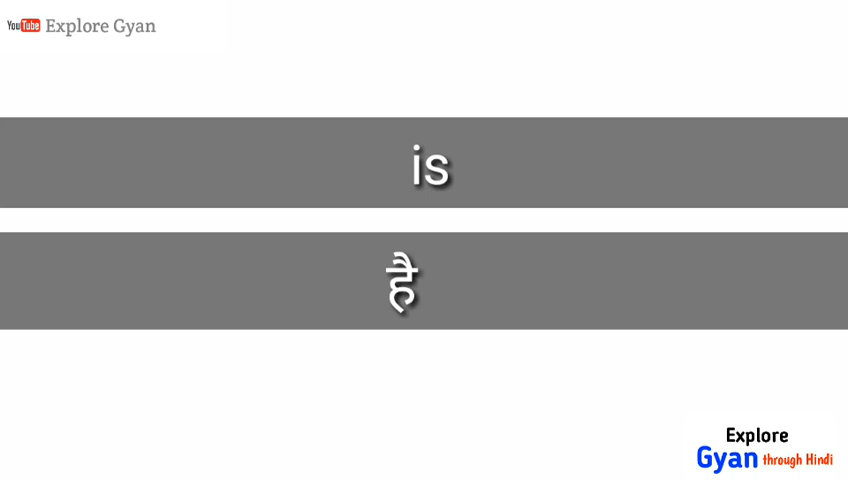 YouTube Explore Gyan
is
है
Explore
Gyan through Hindi